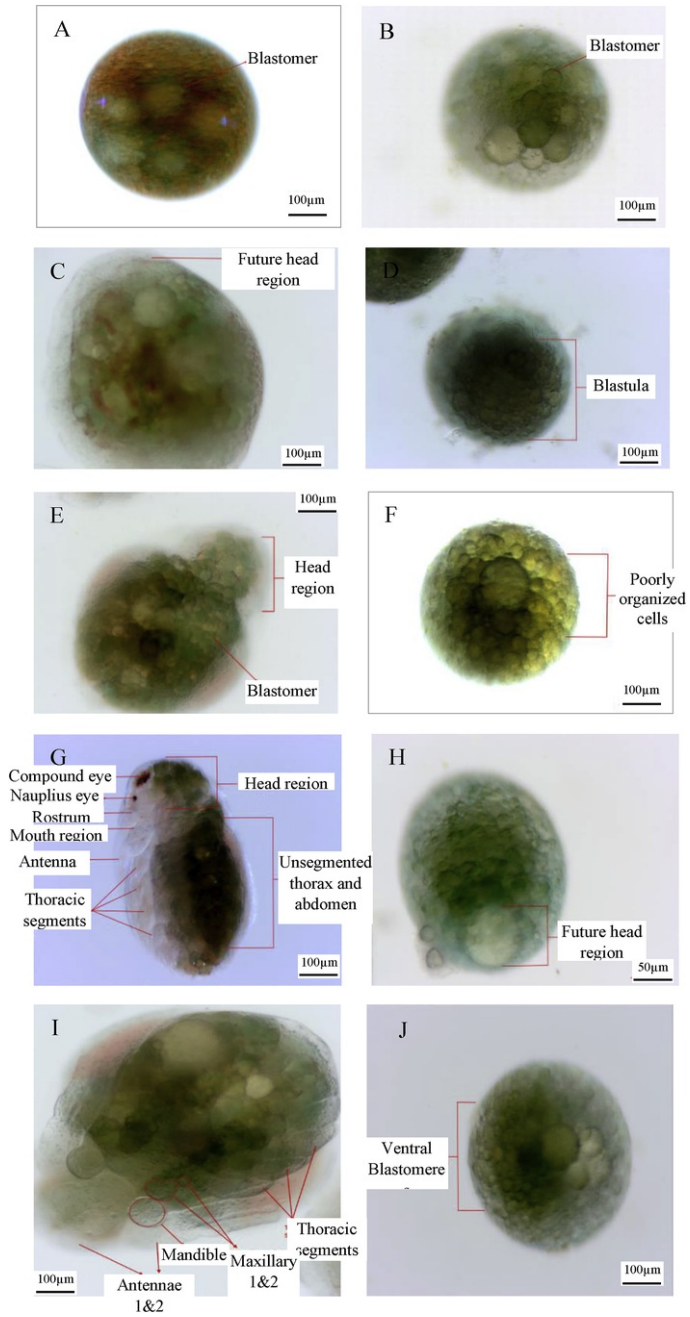 A
Blastomer
100µm
B
Blastomer
100µm
C
Future head
region
100µm
D
Blastula
100µm
E
100µm
Head
region
Blastomer
F
Poorly
organized
cells
100µm
G
Compound eye
Nauplius eye
Rostrum
Mouth region
Antenna
Thoracic
segments
Head region
Unsegmented
thorax and
abdomen
100µm
H
Future head
region
50µm
I
Mandible
Maxillary
1&2
Thoracic
segments
Antennae
1&2
100µm
J
Ventral
Blastomere
100µm